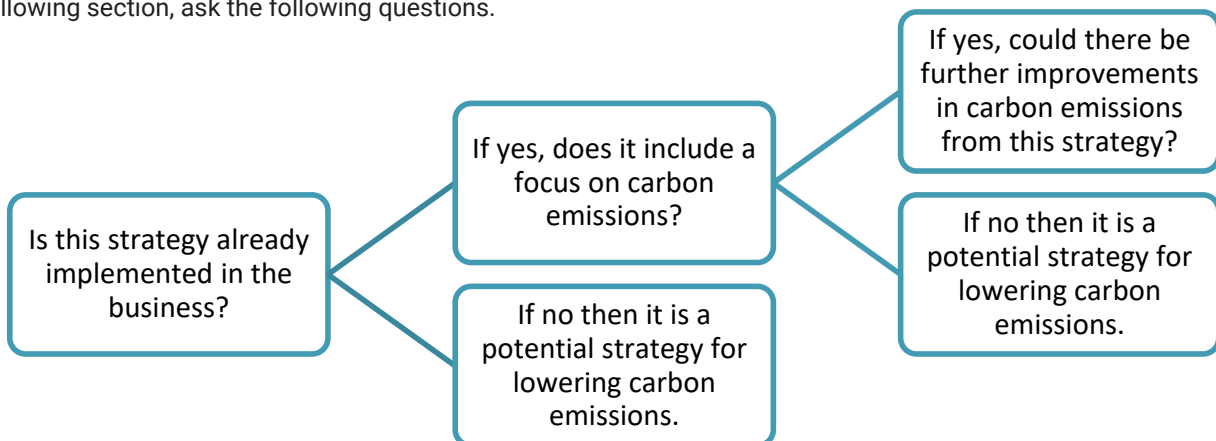 llowing section, ask the following questions.
If yes, could there be
further improvements
in carbon emissions
from this strategy?
If yes, does it include a
focus on carbon
emissions?
Is this strategy already
implemented in the
business?
If no then it is a
potential strategy for
lowering carbon
emissions.
If no then it is a
potential strategy for
lowering carbon
emissions.